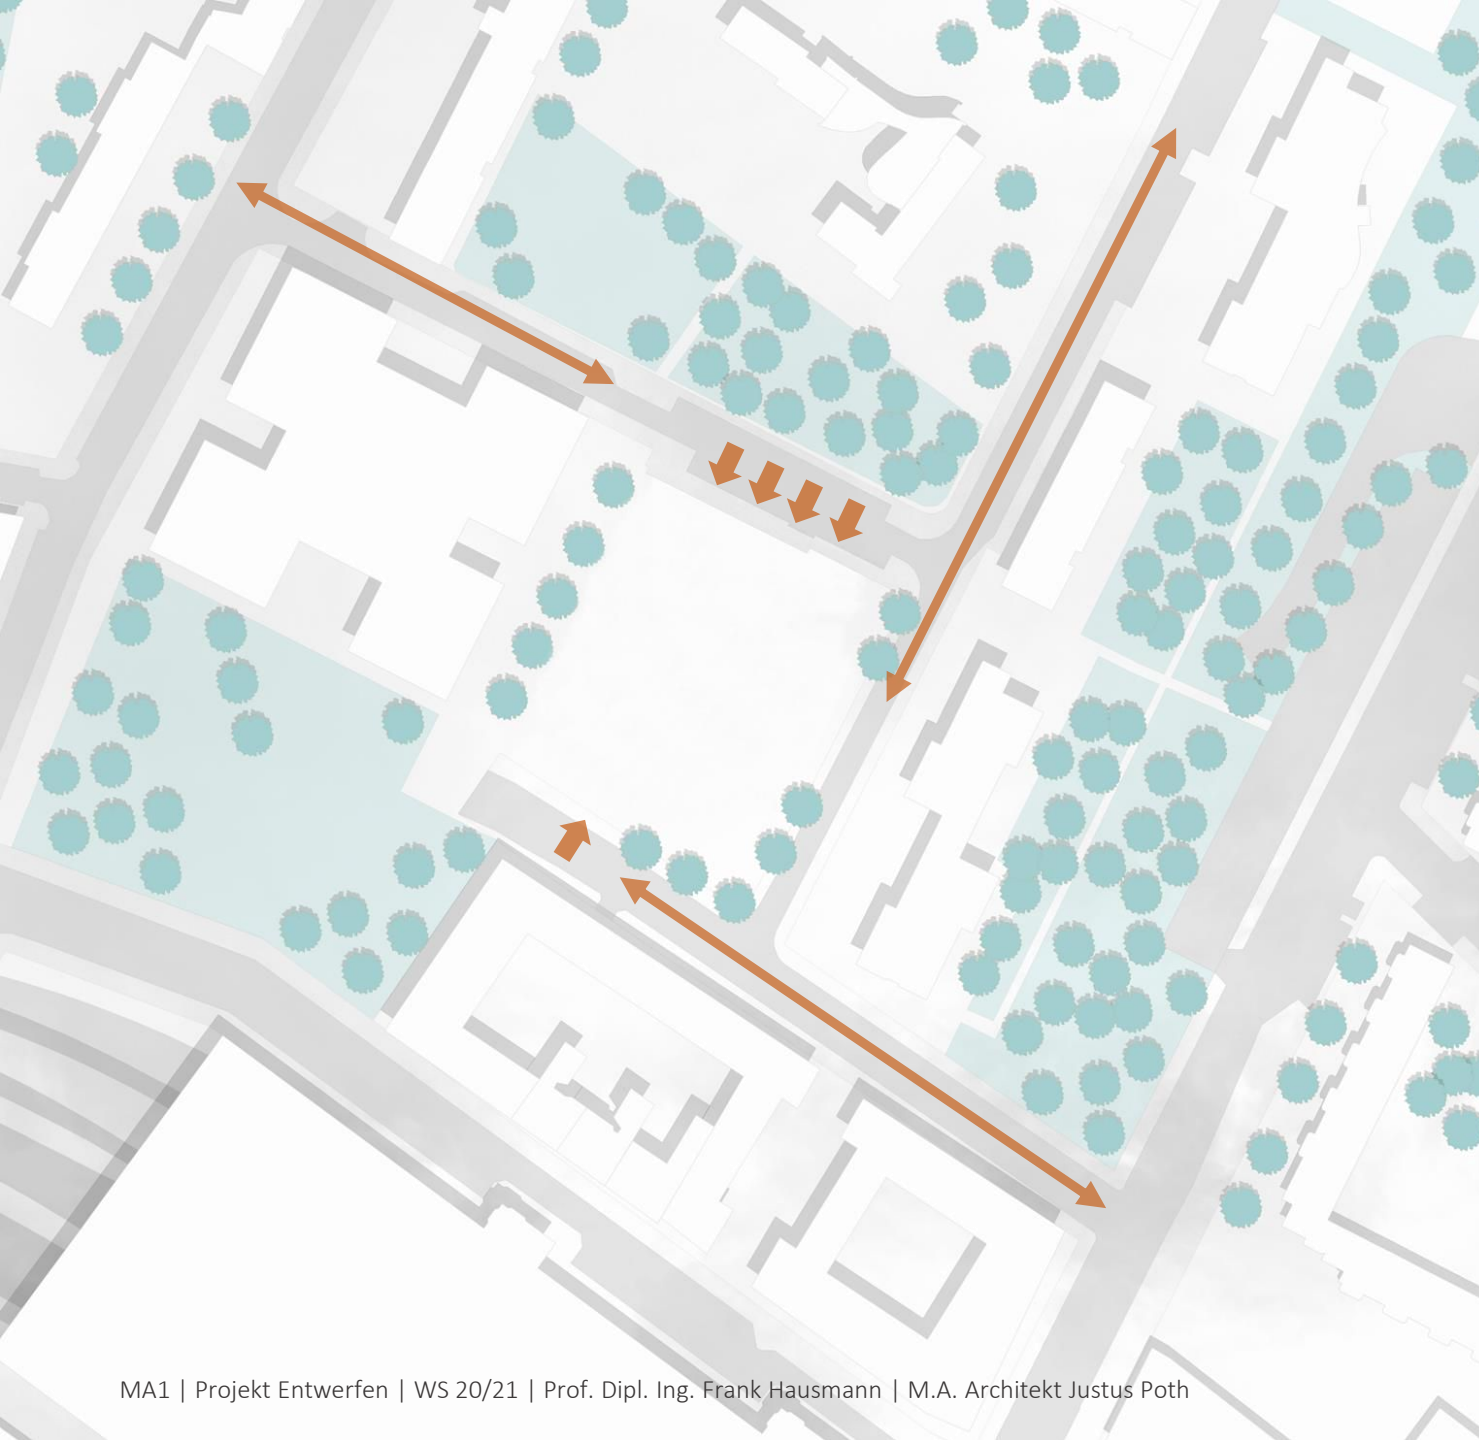 MA1 | Projekt Entwerfen | WS 20/21 | Prof. Dipl. Ing. Frank Hausmann | M.A. Architekt Justus Poth